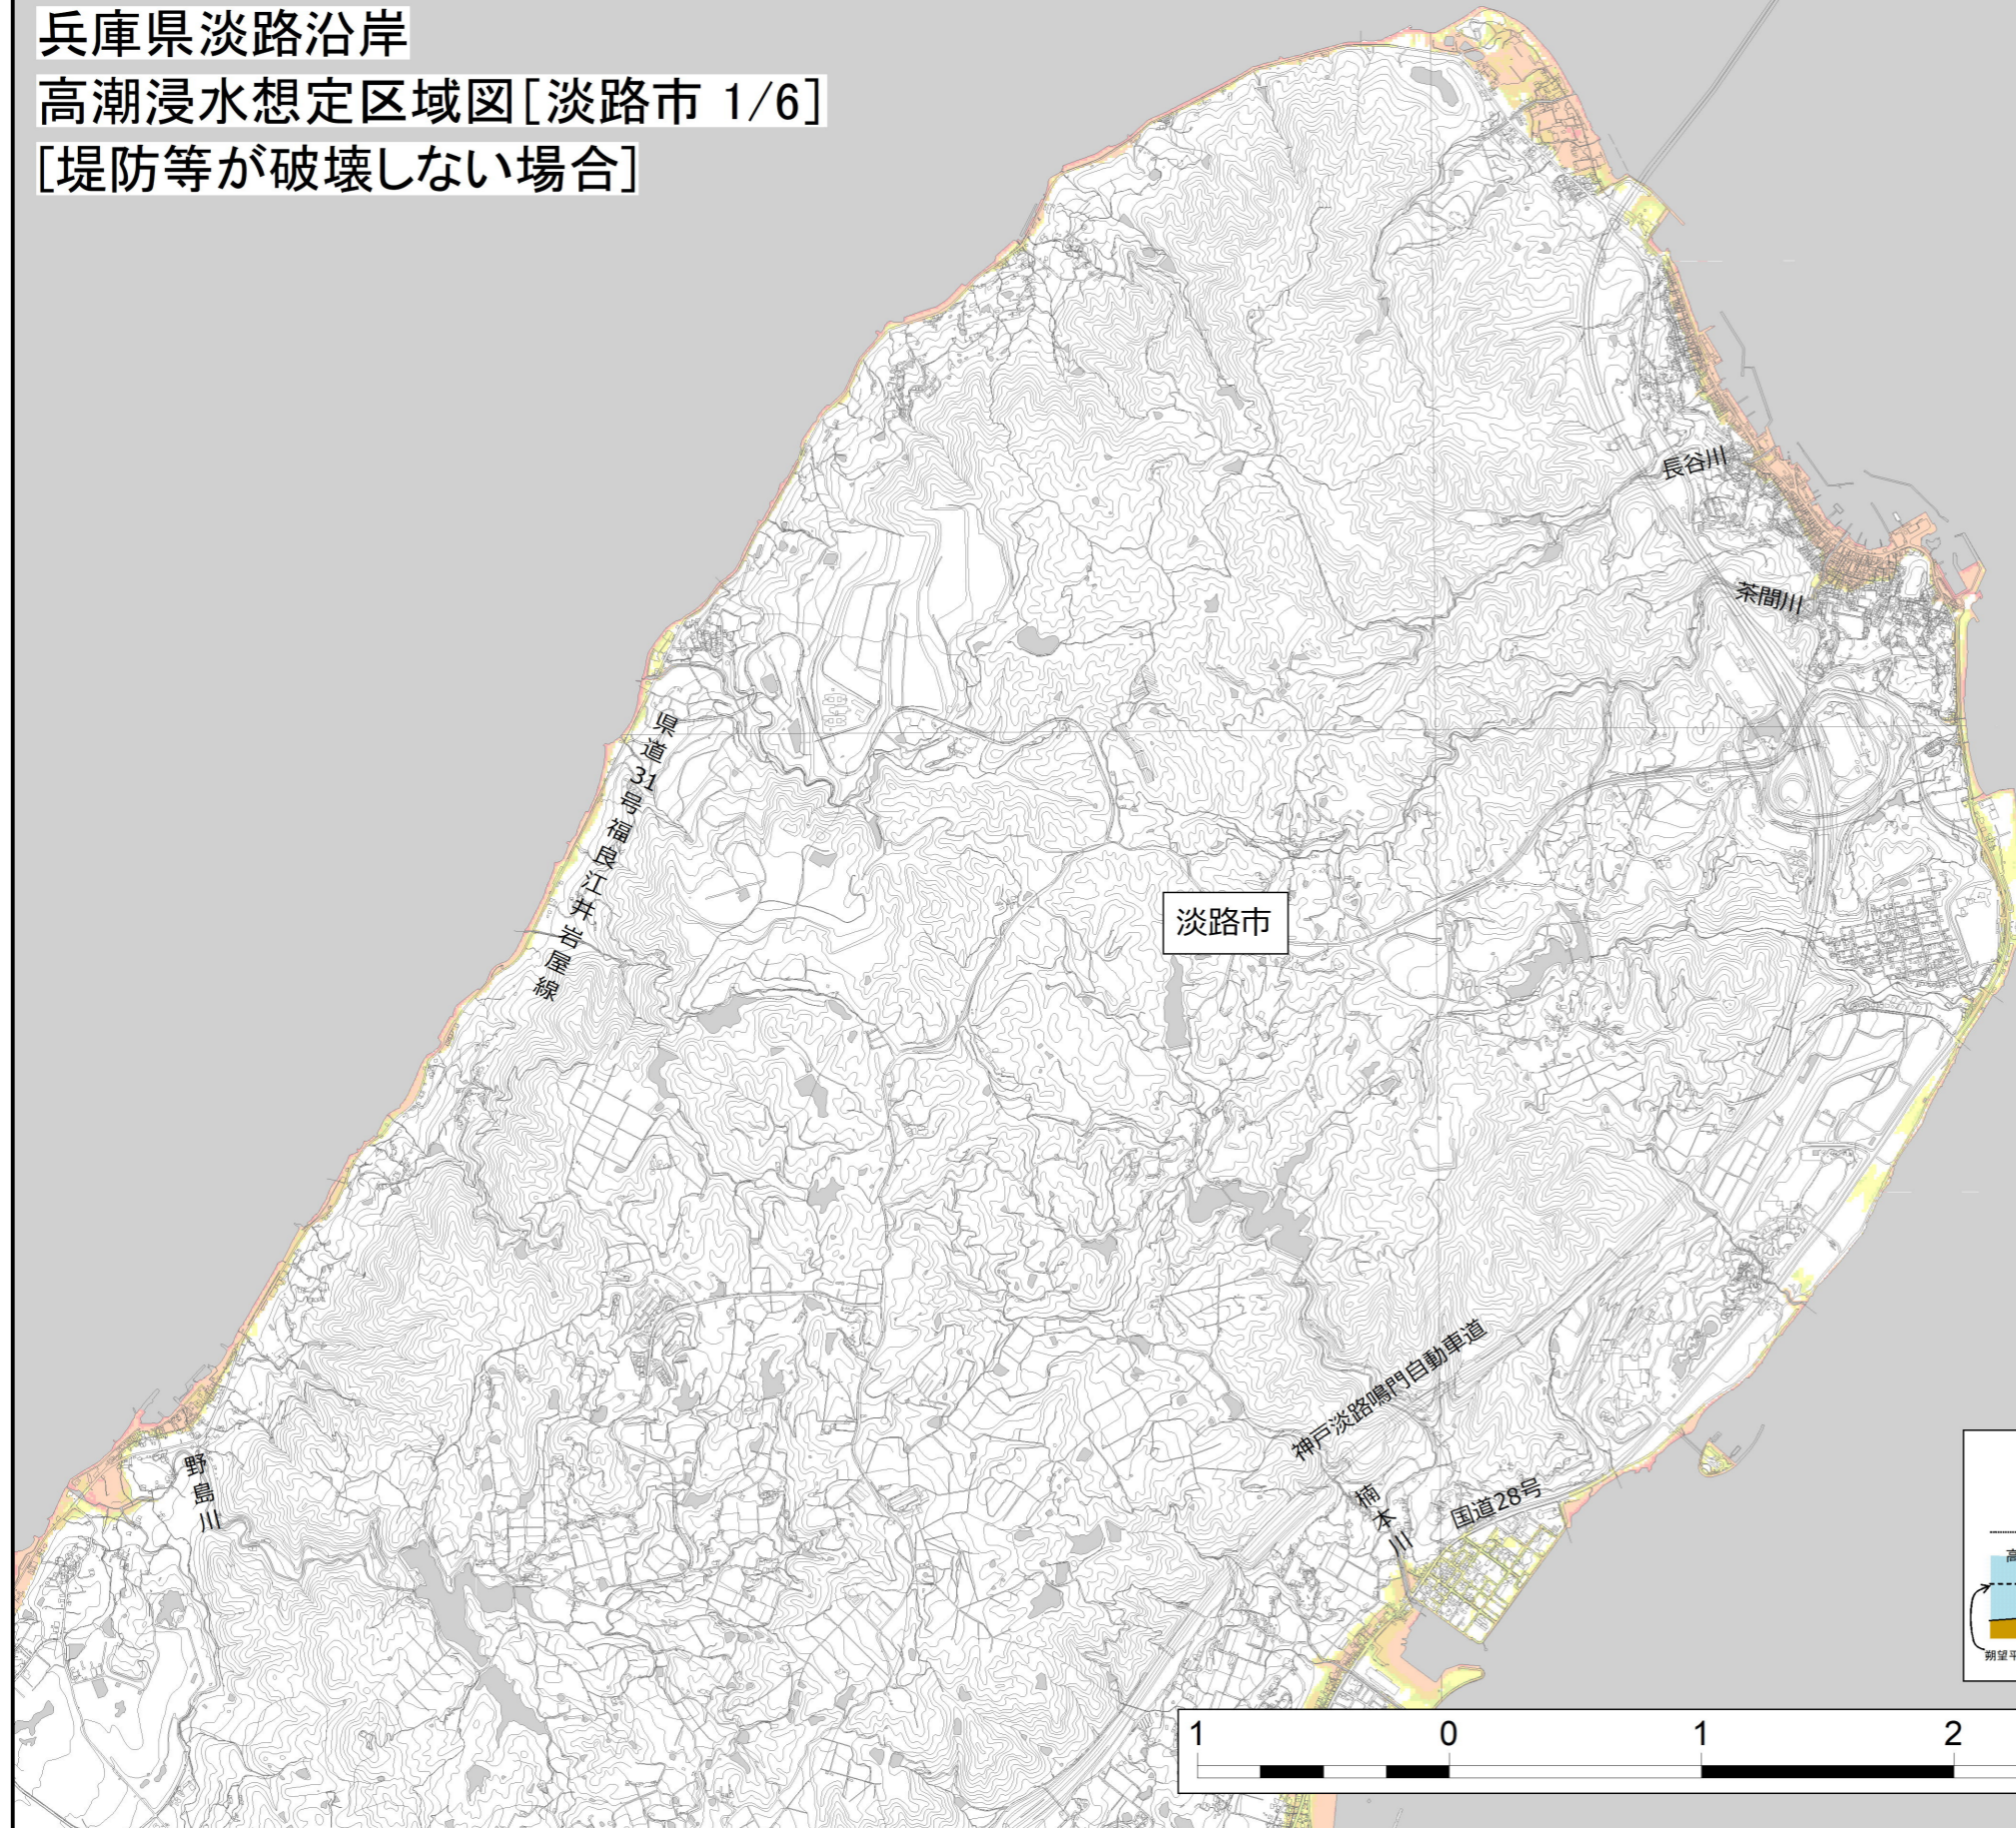 兵庫県淡路沿岸
高潮浸水想定区域図[淡路市 1/6]
[堤防等が破壊しない場合]
長谷川
茶間川
県道31号福良江井岩屋線
淡路市
神戸淡路鳴門自動車道
野島川
楠本川
国道28号
高
朔望平
1 0 1 2